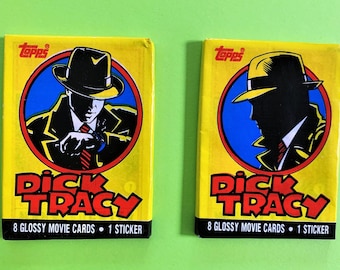 Topps
DICK
TRACY
8 GLOSSY MOVIE CARDS • 1 STICKER
Topps
DICK
TRACY
8 GLOSSY MOVIE CARDS • 1 STICKER